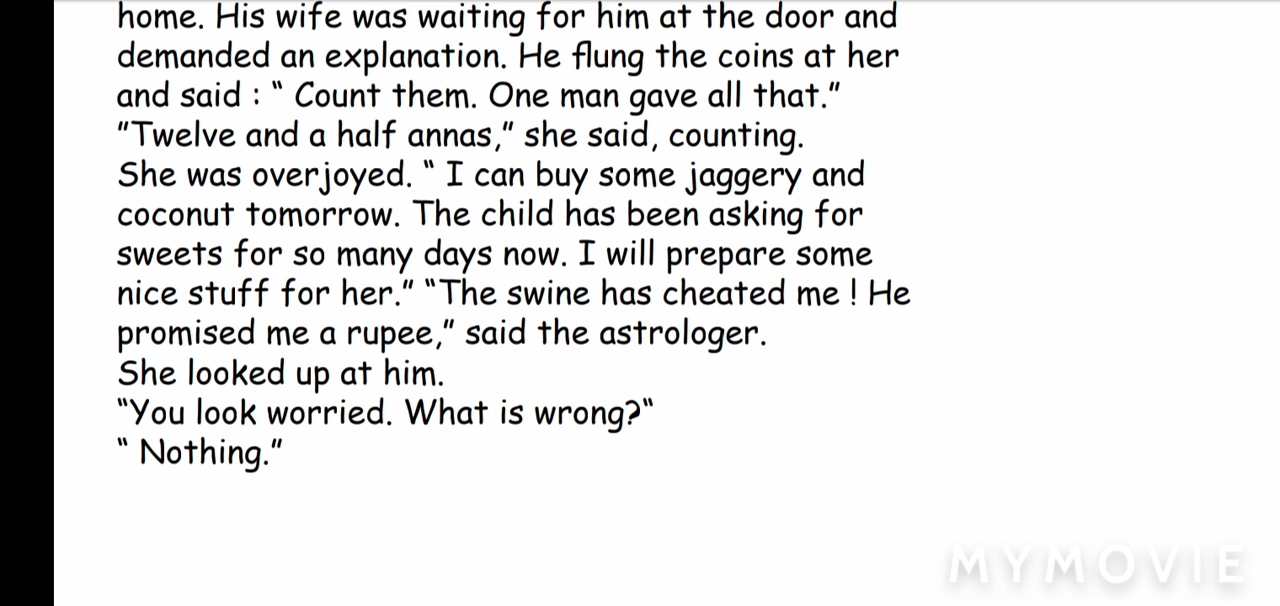 home. His wife was waiting for him at the door and
demanded an explanation. He flung the coins at her
and said : “ Count them. One man gave all that.”
“Twelve and a half annas,” she said, counting.
She was overjoyed. “ I can buy some jaggery and
coconut tomorrow. The child has been asking for
sweets for so many days now. I will prepare some
nice stuff for her.” “The swine has cheated me ! He
promised me a rupee,” said the astrologer.
She looked up at him.
“You look worried. What is wrong?“
“ Nothing.”
MYMOVIE